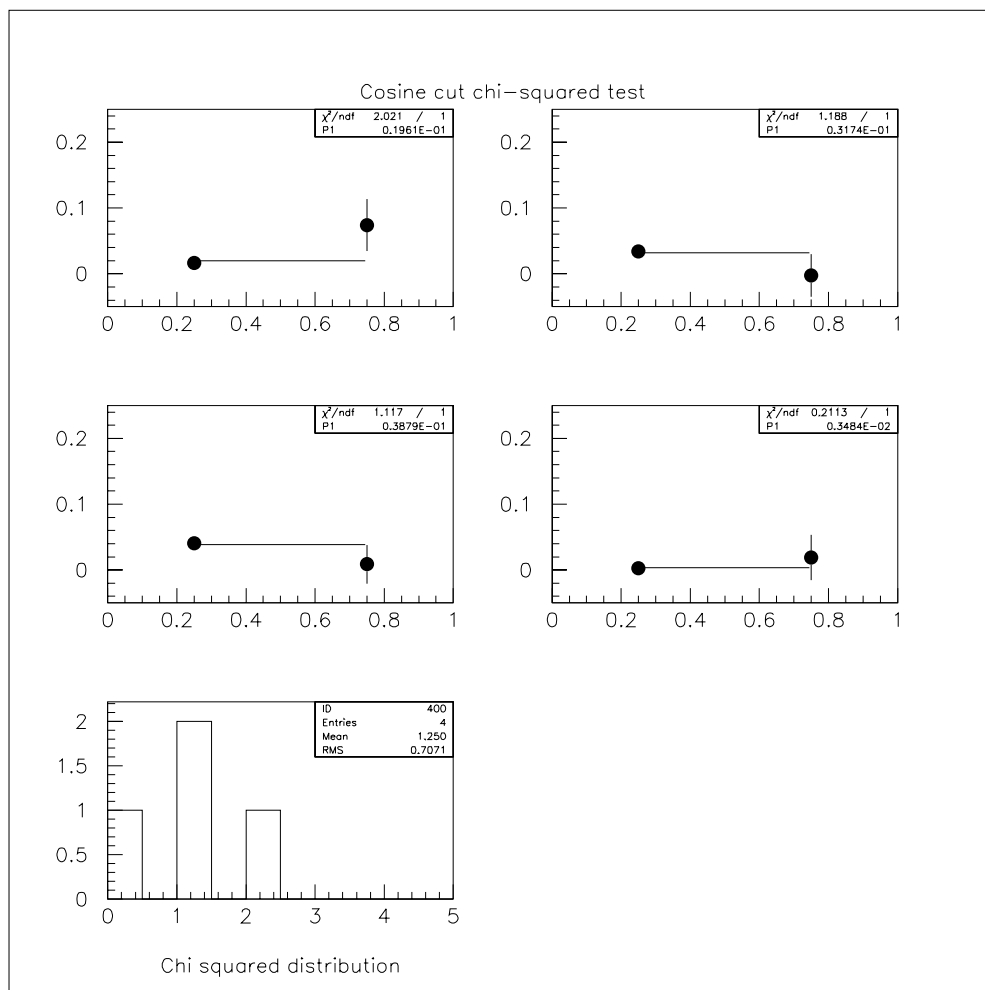 Cosine cut chi-squared test
χ²/ndf 2.021 / 1
P1 0.1961E-01
0.2
0.1
0
0 0.2 0.4 0.6 0.8 1
χ²/ndf 1.188 / 1
P1 0.3174E-01
0.2
0.1
0
0 0.2 0.4 0.6 0.8 1
χ²/ndf 1.117 / 1
P1 0.3879E-01
0.2
0.1
0
0 0.2 0.4 0.6 0.8 1
χ²/ndf 0.2113 / 1
P1 0.3484E-02
0.2
0.1
0
0 0.2 0.4 0.6 0.8 1
ID 400
Entries 4
Mean 1.250
RMS 0.7071
2
1.5
1
0.5
0
0 1 2 3 4 5
Chi squared distribution